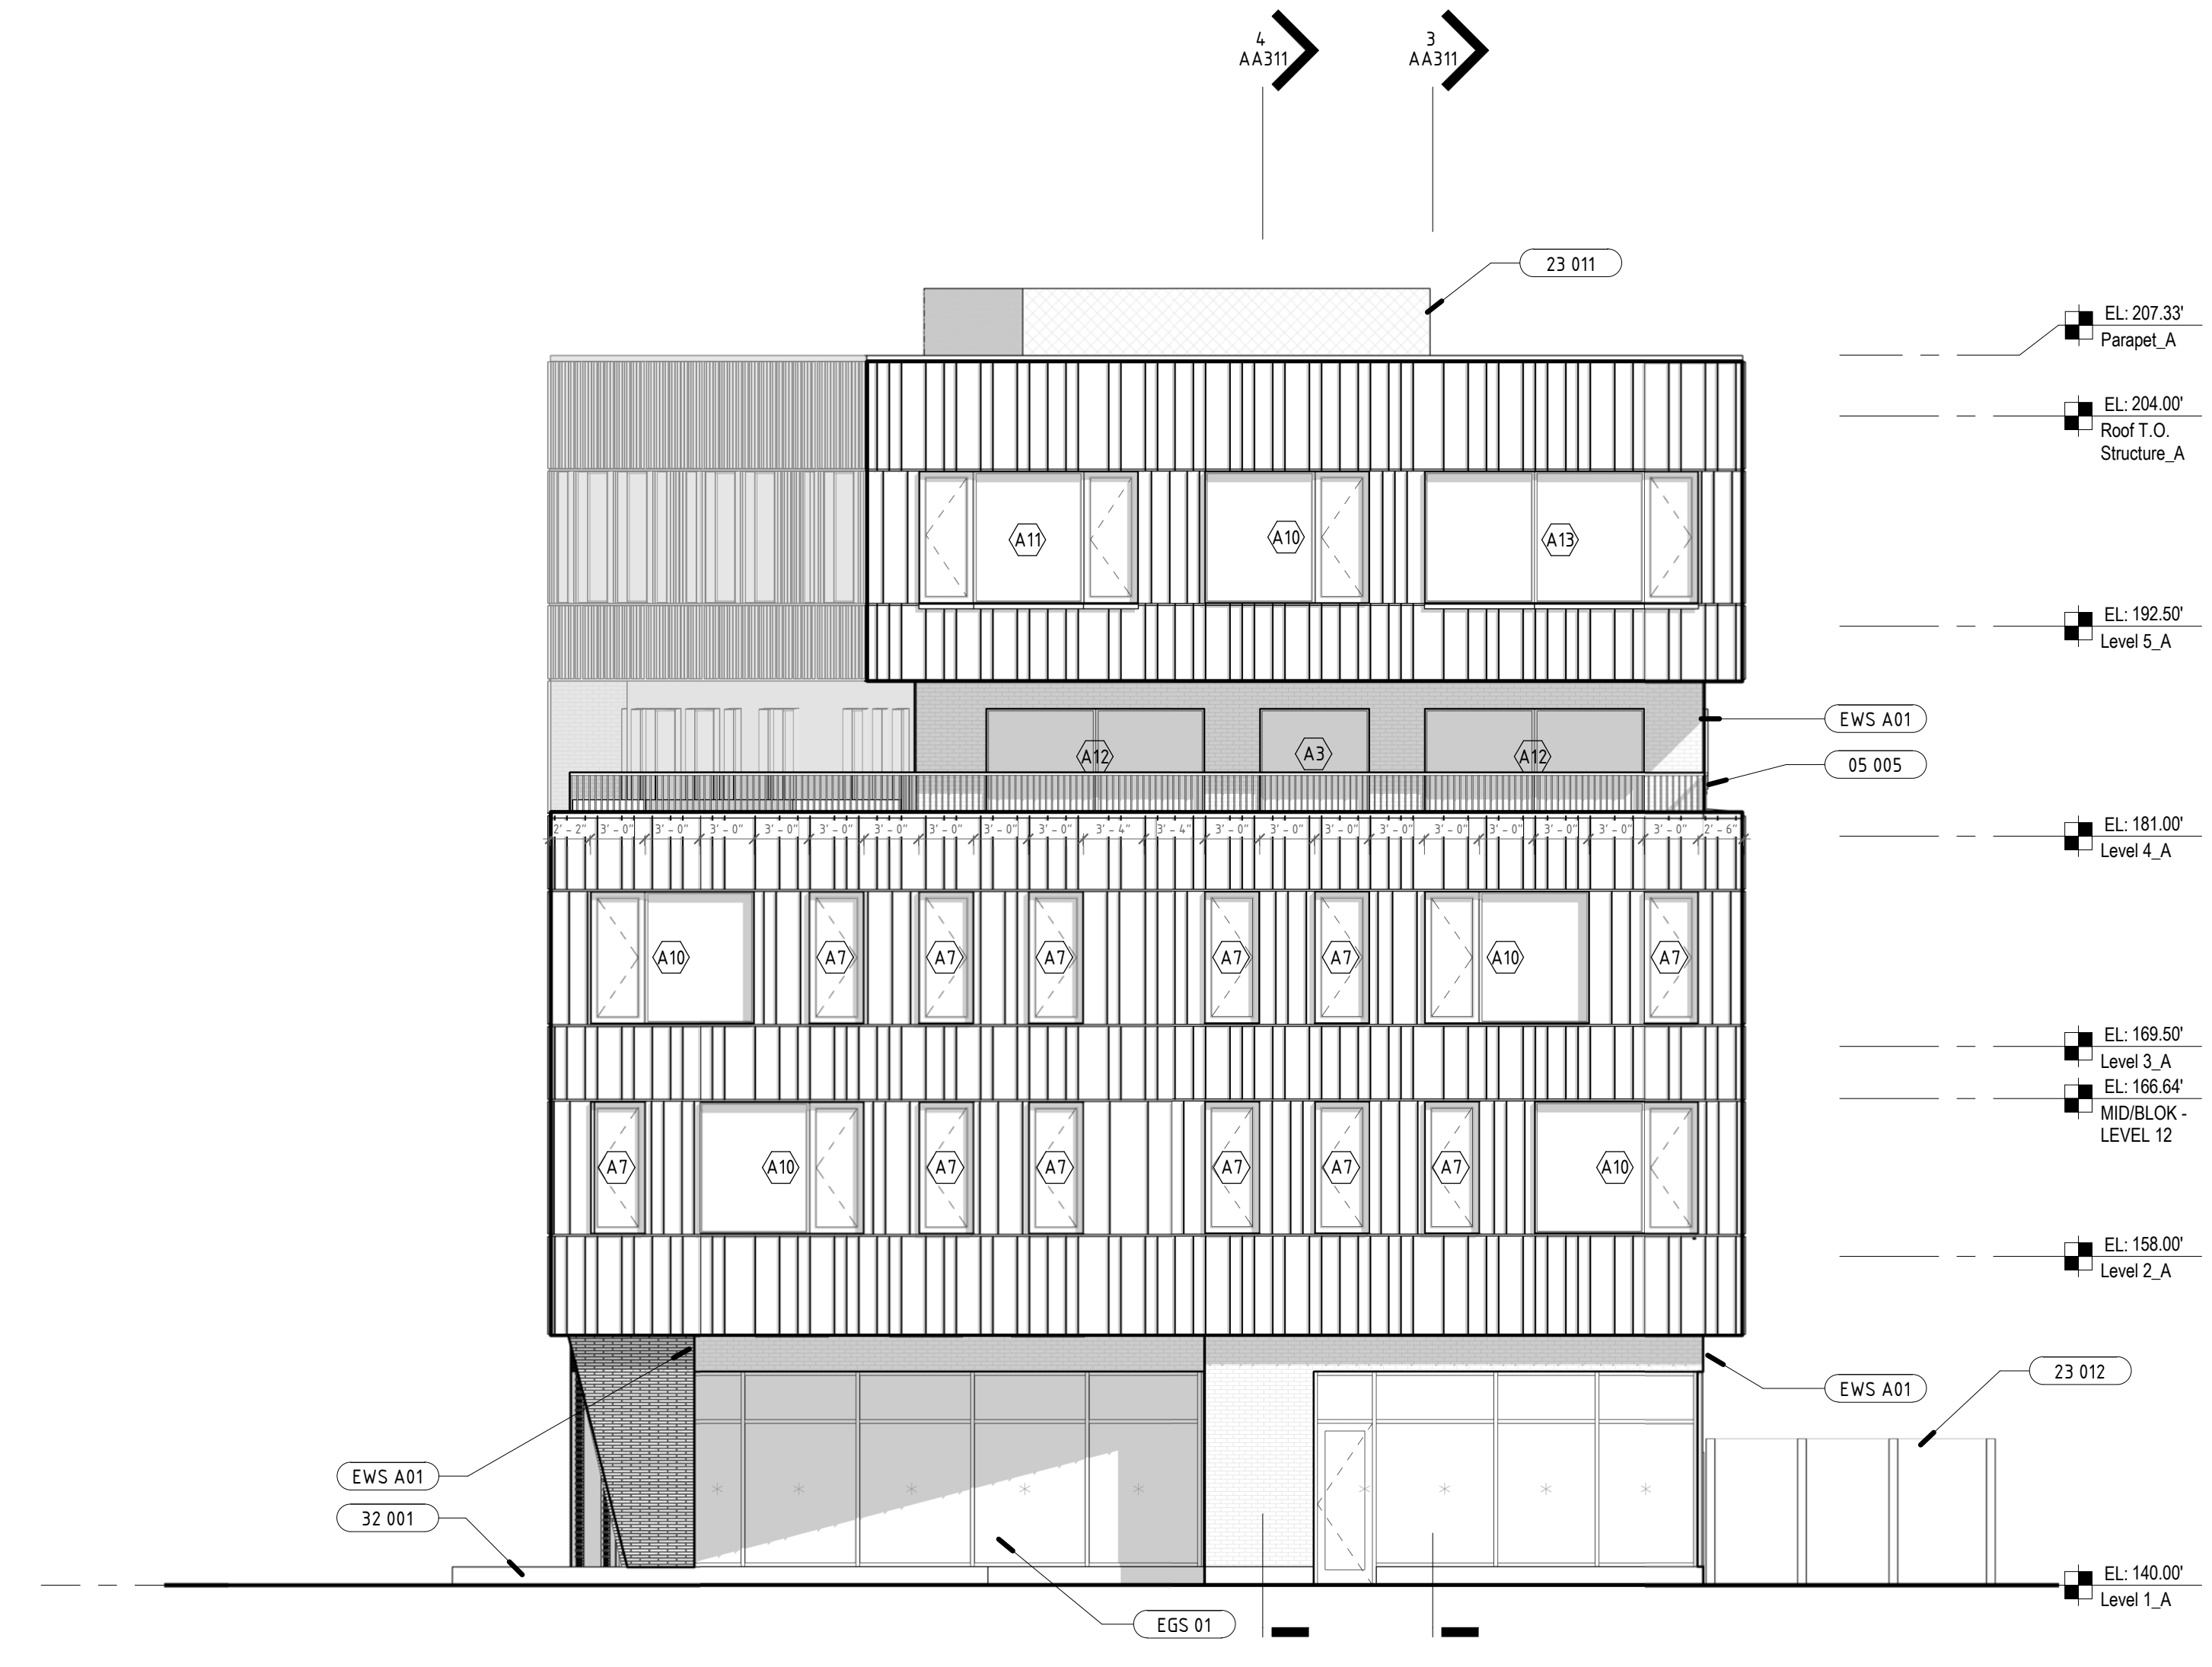 4
AA311
3
AA311
23 011
EL: 207.33'
Parapet_A
EL: 204.00'
Roof T.O.
Structure_A
A11
A10
A13
EL: 192.50'
Level 5_A
EWS A01
A12
A3
A12
05 005
EL: 181.00'
Level 4_A
2' - 2"
3' - 0"
3' - 0"
3' - 0"
3' - 0"
3' - 0"
3' - 0"
3' - 0"
3' - 0"
3' - 0"
3' - 4"
3' - 4"
3' - 0"
3' - 0"
3' - 0"
3' - 0"
3' - 0"
3' - 0"
3' - 0"
3' - 0"
3' - 0"
2' - 6"
A10
A7
A7
A7
A7
A7
A10
A7
EL: 169.50'
Level 3_A
EL: 166.64'
MID/BLOK -
LEVEL 12
A7
A10
A7
A7
A7
A7
A7
A10
EL: 158.00'
Level 2_A
23 012
EWS A01
EWS A01
32 001
EL: 140.00'
Level 1_A
EGS 01